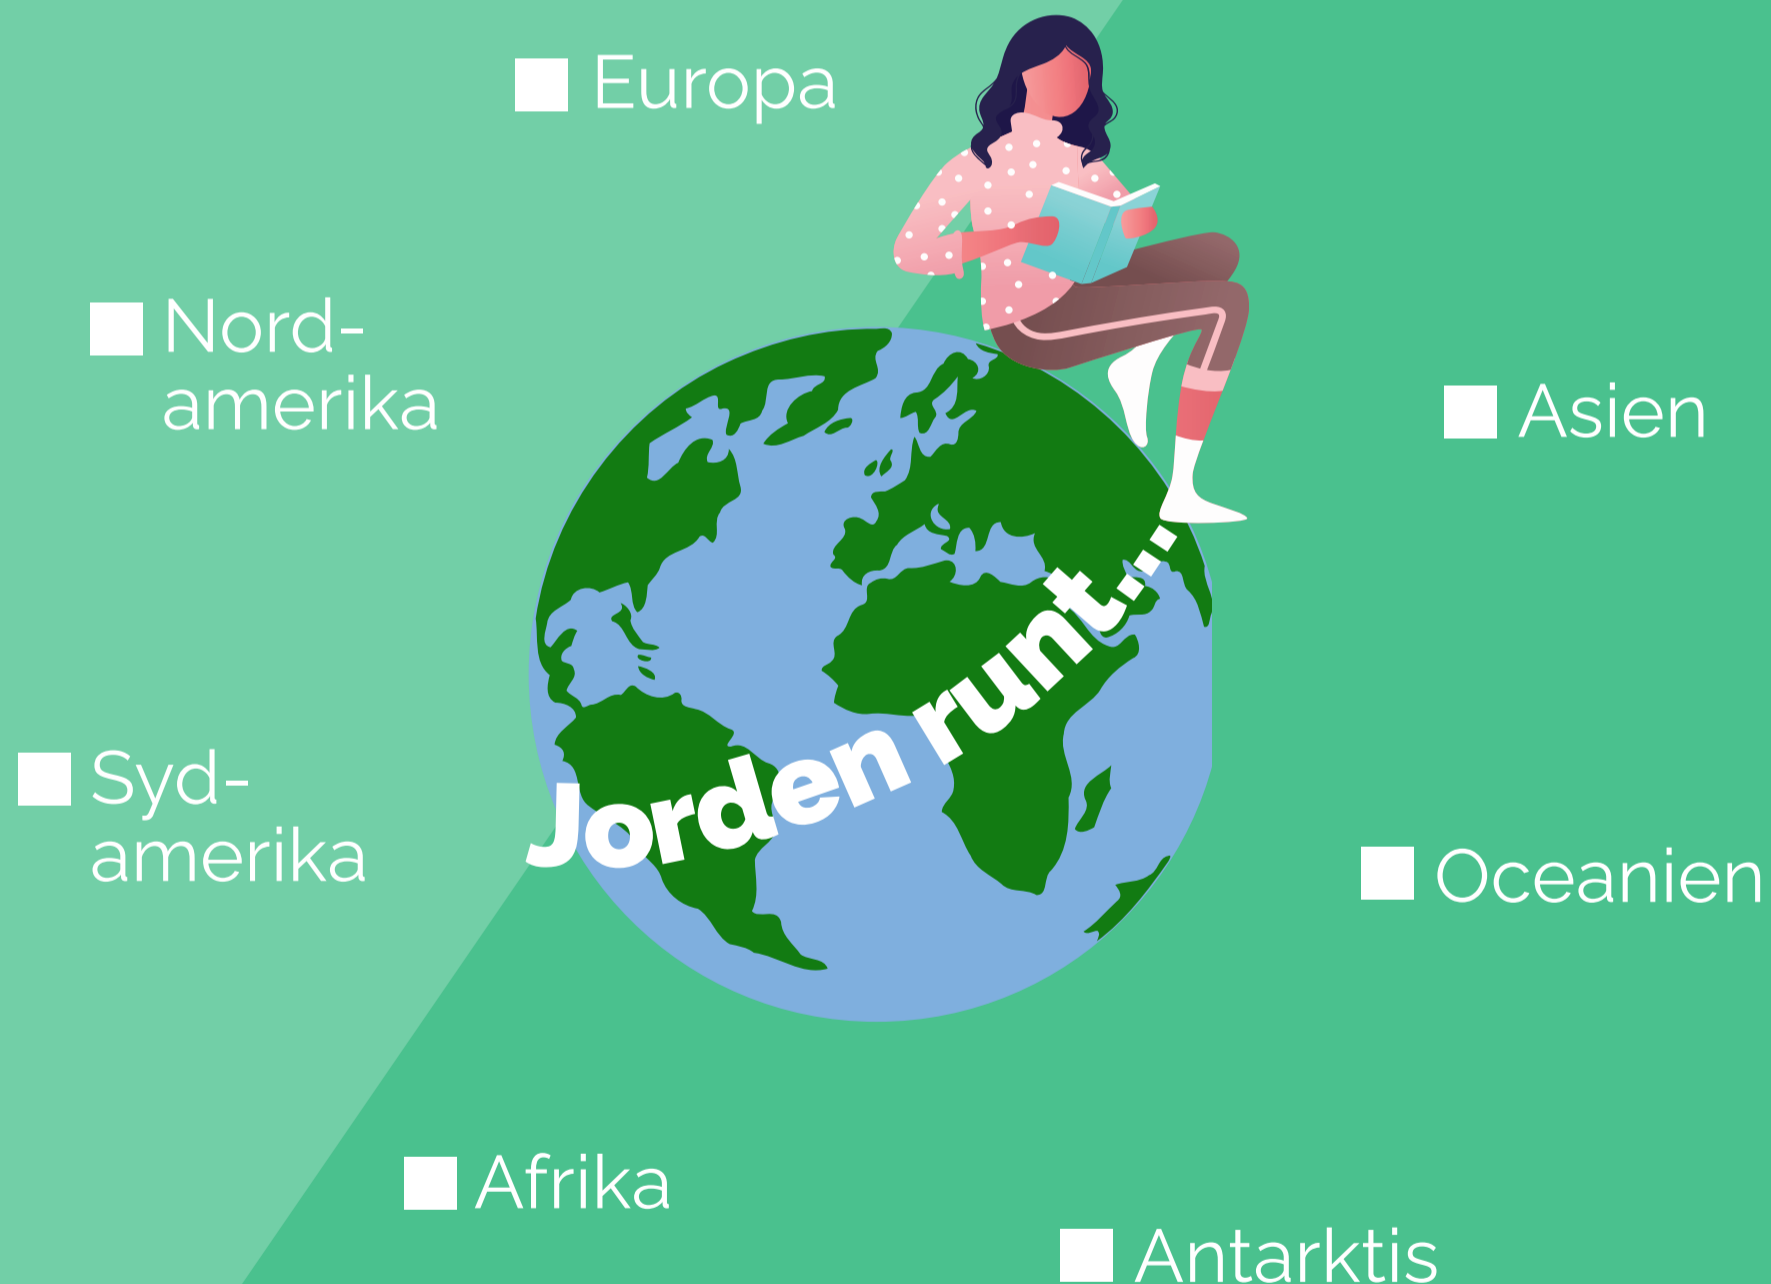 Europa
Nord-
amerika
Asien
Jorden runt...
Syd-
amerika
Oceanien
Afrika
Antarktis